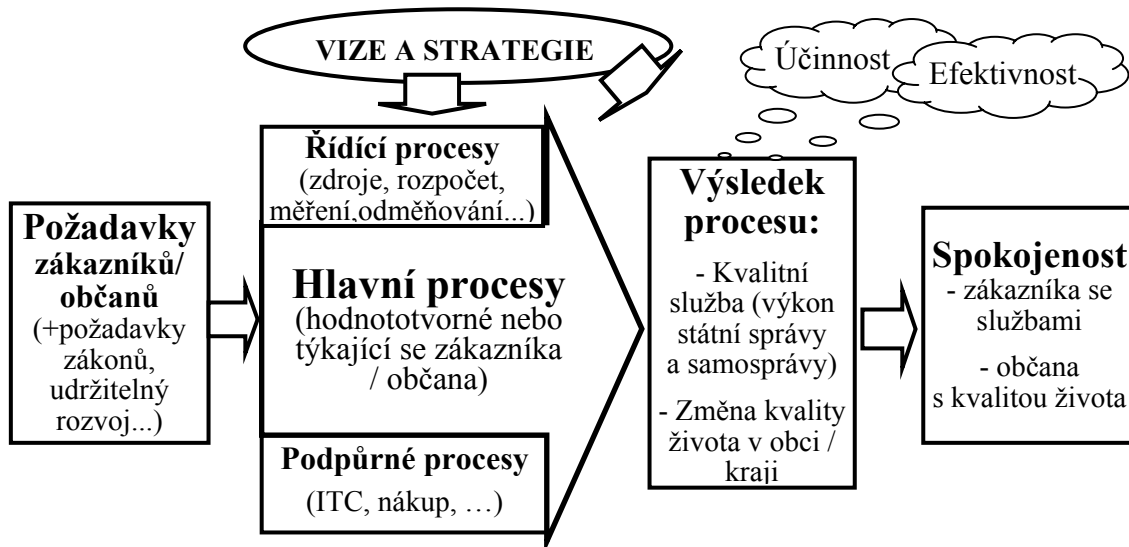 VIZE A STRATEGIE
Účinnost
Efektivnost
Požadavky
zákazníků/
občanů
(+požadavky
zákonů,
udržitelný
rozvoj...)
Řídící procesy
(zdroje, rozpočet,
měření,odměňování...)
Hlavní procesy
(hodnototvorné nebo
týkající se zákazníka
/ občana)
Podpůrné procesy
(ITC, nákup, …)
Výsledek
procesu:
- Kvalitní
služba (výkon
státní správy
a samosprávy)
- Změna kvality
života v obci /
kraji
Spokojenost
- zákazníka se
službami
- občana
s kvalitou života